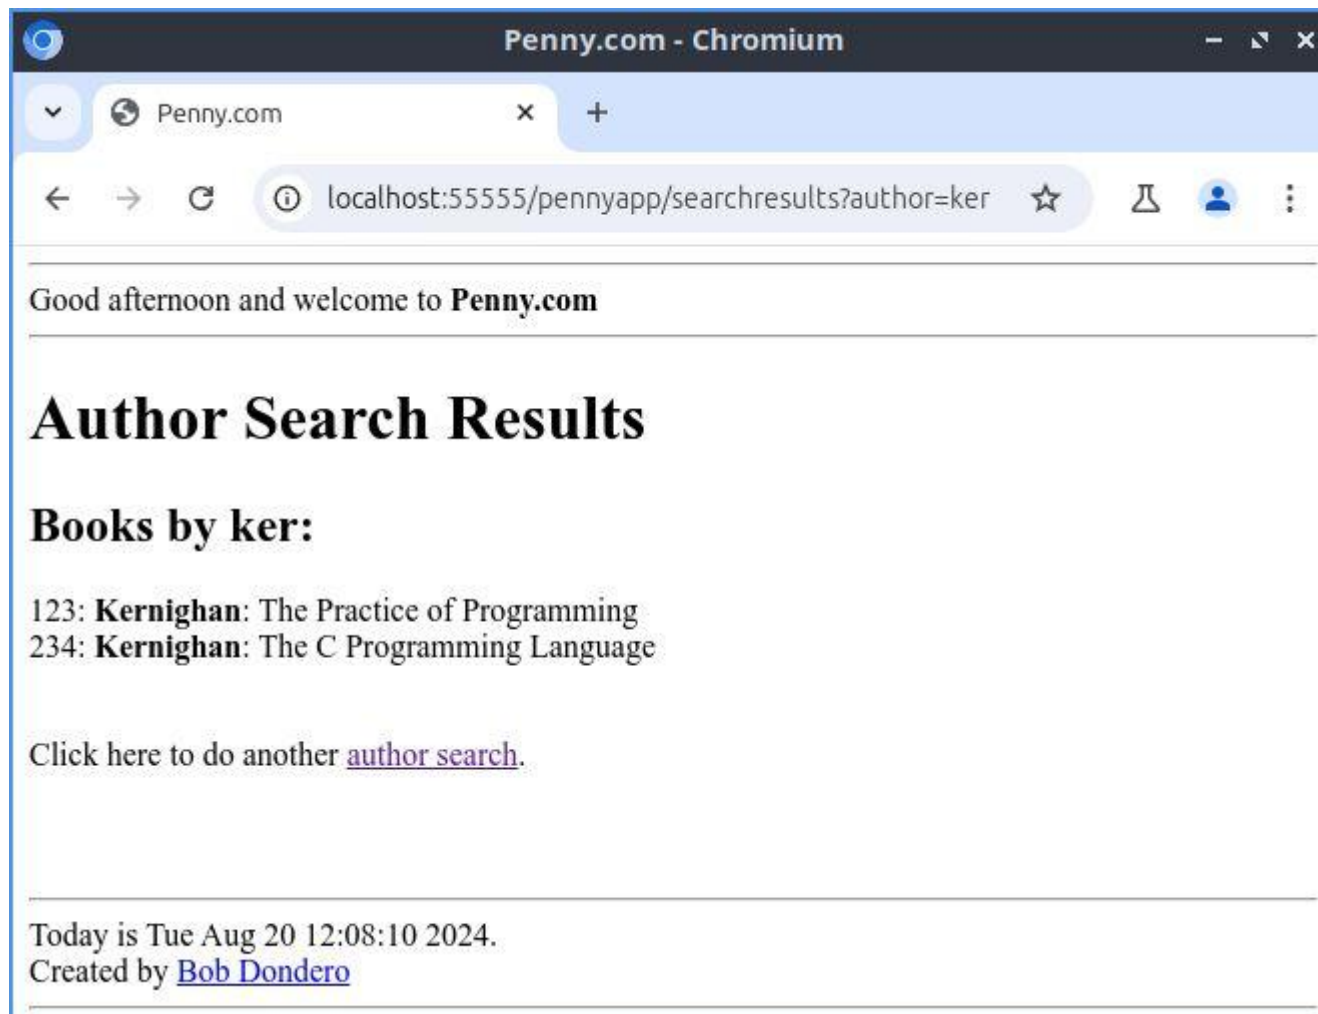 Penny.com - Chromium
Penny.com
localhost:55555/pennyapp/searchresults?author=ker
Good afternoon and welcome to Penny.com
Author Search Results
Books by ker:
123: Kernighan: The Practice of Programming
234: Kernighan: The C Programming Language
Click here to do another author search.
Today is Tue Aug 20 12:08:10 2024.
Created by Bob Dondero